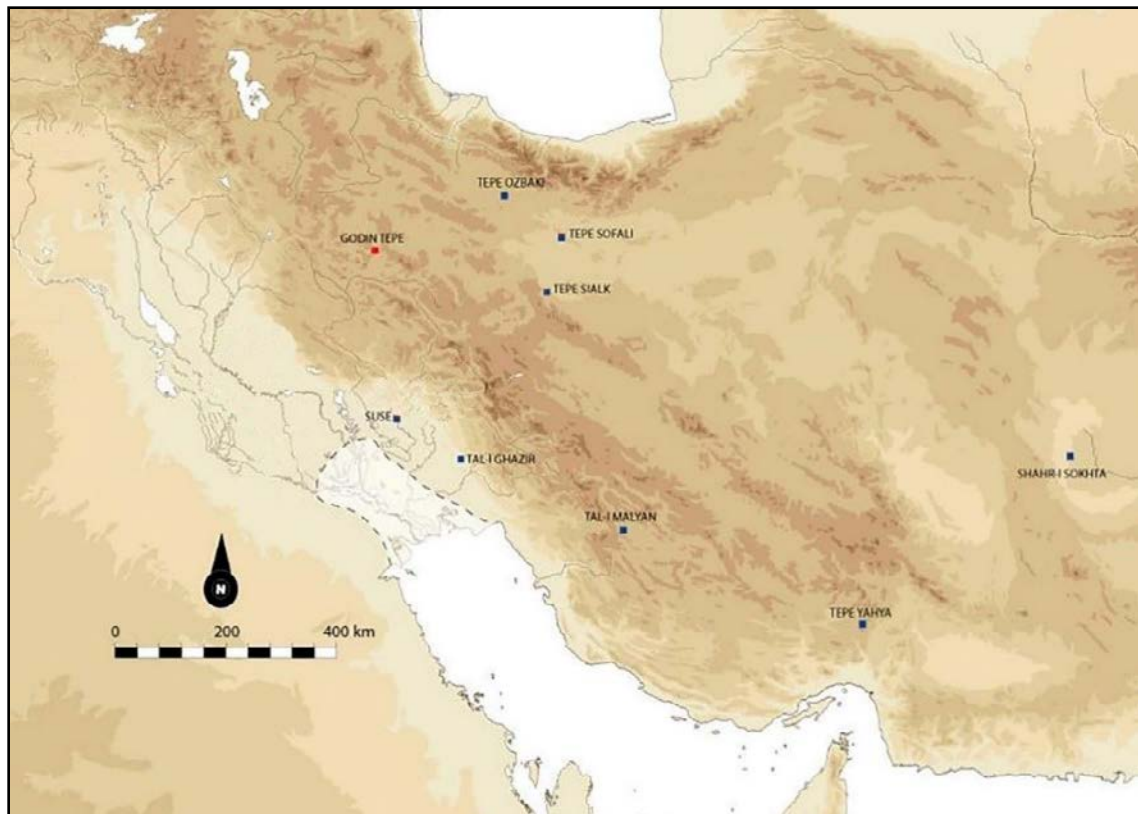 TEPE OZBAKI
TEPE SOFALI
GODIN TEPE
TEPE SIALK
SUSE
TAL-I GHAZIR
SHAHR-I SOKHTA
TAL-I MALYAN
N
TEPE YAHYA
0 200 400 km